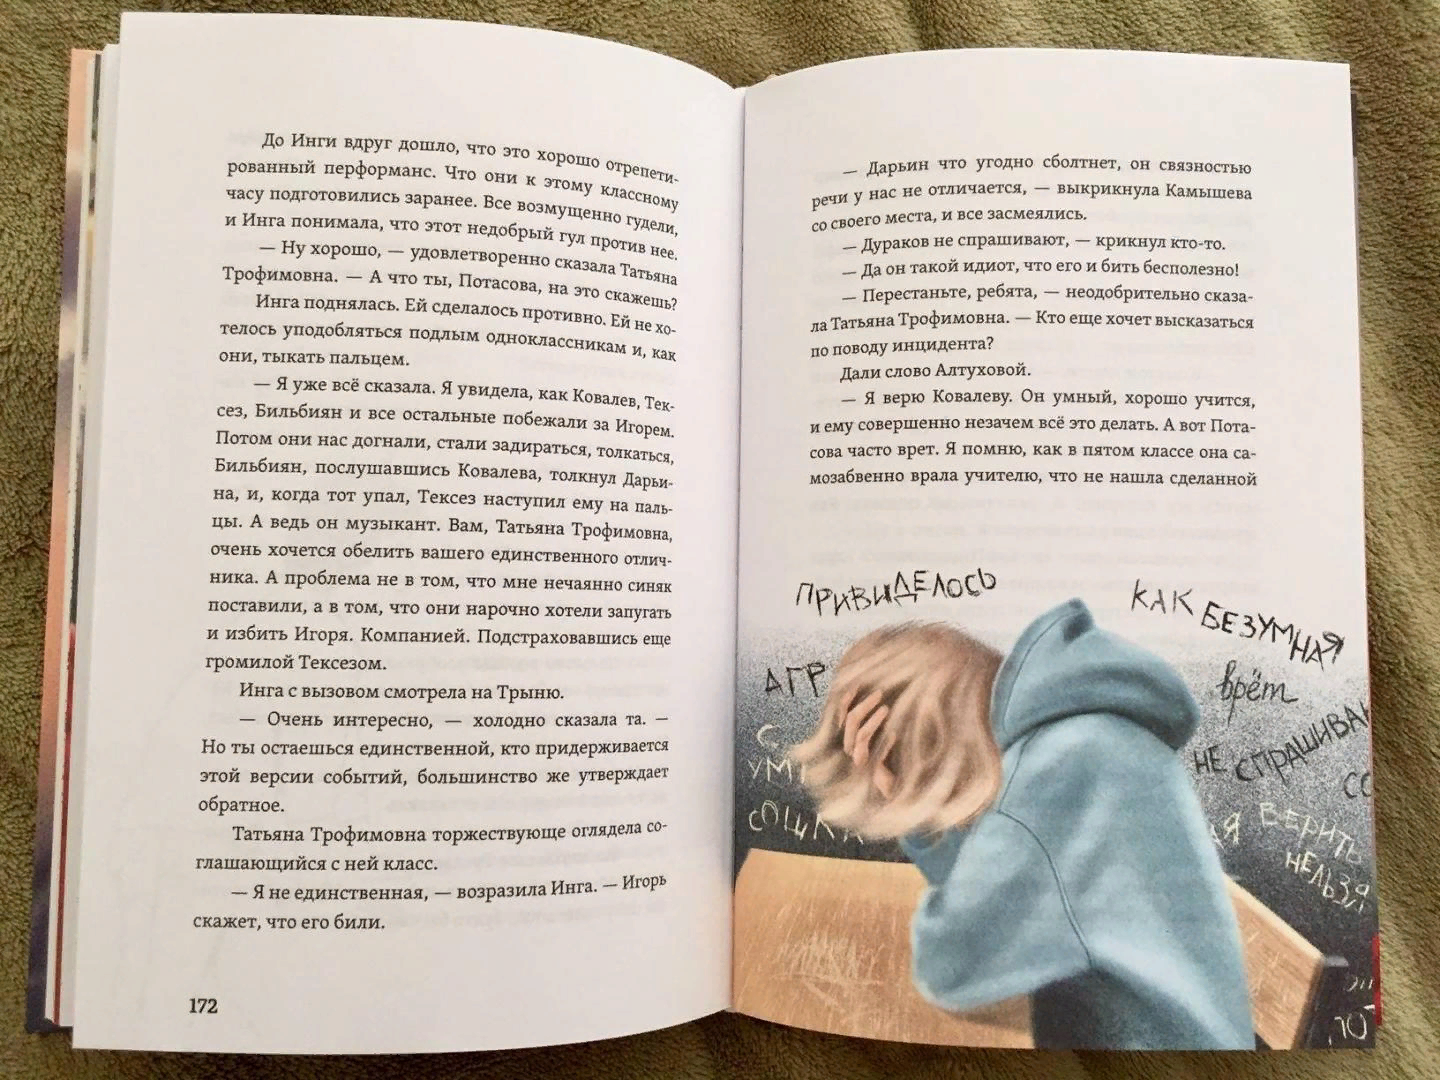 До Инги вдруг дошло, что это хорошо отрепети-
рованный перформанс. Что они к этому классному
часу подготовились заранее. Все возмущенно гудели,
и Инга понимала, что этот недобрый гул против нее.
— Ну хорошо, — удовлетворенно сказала Татьяна
Трофимовна. — А что ты, Потасова, на это скажешь?
Инга поднялась. Ей сделалось противно. Ей не хо-
телось уподобляться подлым одноклассникам и, как
они, тыкать пальцем.
— Я уже всё сказала. Я увидела, как Ковалев, Тек-
сез, Бильбиян и все остальные побежали за Игорем.
Потом они нас догнали, стали задираться, толкаться,
Бильбиян, послушавшись Ковалева, толкнул Дарьи-
на, и, когда тот упал, Тексез наступил ему на паль-
цы. А ведь он музыкант. Вам, Татьяна Трофимовна,
очень хочется обелить вашего единственного отлич-
ника. А проблема не в том, что мне нечаянно синяк
поставили, а в том, что они нарочно хотели запугать
и избить Игоря. Компанией. Подстраховавшись еще
громилой Тексезом.
Инга с вызовом смотрела на Трыню.
— Очень интересно, — холодно сказала та. —
Но ты остаешься единственной, кто придерживается
этой версии событий, большинство же утверждает
обратное.
Татьяна Трофимовна торжествующе оглядела со-
глашающийся с ней класс.
— Я не единственная, — возразила Инга. — Игорь
скажет, что его били.
172
— Дарьин что угодно сболтнет, он связностью
речи у нас не отличается, — выкрикнула Камышева
со своего места, и все засмеялись.
— Дураков не спрашивают, — крикнул кто-то.
— Да он такой идиот, что его и бить бесполезно!
— Перестаньте, ребята, — неодобрительно сказа-
ла Татьяна Трофимовна. — Кто еще хочет высказаться
по поводу инцидента?
Дали слово Алтуховой.
— Я верю Ковалеву. Он умный, хорошо учится,
и ему совершенно незачем всё это делать. А вот Пота-
сова часто врет. Я помню, как в пятом классе она са-
мозабвенно врала учителю, что не нашла сделанной
ПРИВИДЕЛОСЬ
КАК БЕЗУМНАЯ
АГР
врёт
С
УМ
НЕ СПРАШИВАЮ
СО
СОШКА
АЯ ВЕРИТЬ
НЕЛЬЗЯ